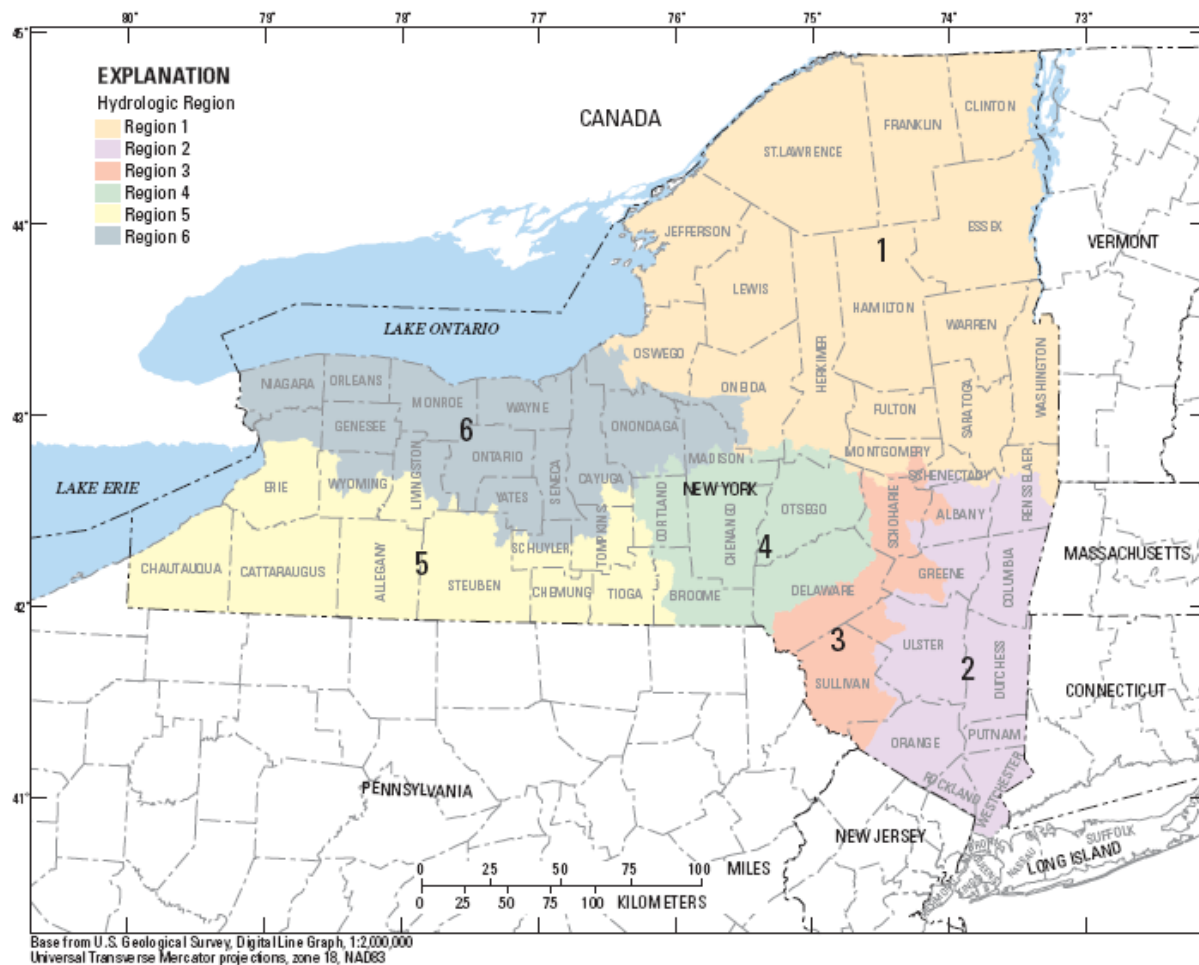 80° 79° 78° 77° 76° 75° 74° 73°
45°
EXPLANATION
Hydrologic Region
Region 1
Region 2
Region 3
Region 4
Region 5
Region 6
CANADA
CLINTON
FRANKLIN
ST.LAWRENCE
44°
JEFFERSON
ESSEX
VERMONT
1
LEWIS
HAMILTON
LAKE ONTARIO
WARREN
OSWEGO
HERKIMER
WASHINGTON
NIAGARA
ORLEANS
ONEIDA
SARATOGA
MONROE
WAYNE
FULTON
43°
GENESEE
6
ONONDAGA
MONTGOMERY
LIVINGSTON
ONTARIO
MADISON
SCHENECTADY
RENSSELAER
LAKE ERIE
ERIE
WYOMING
SENECA
CAYUGA
YATES
NEW YORK
CORTLAND
CHENANGO
OTSEGO
SCHOHARIE
ALBANY
TOMPKINS
SCHUYLER
4
MASSACHUSETTS
CHAUTAUQUA
CATTARAUGUS
ALLEGANY
5
STEUBEN
GREENE
COLUMBIA
CHEMUNG
TIOGA
BROOME
DELAWARE
42°
3
ULSTER
2
DUTCHESS
SULLIVAN
CONNECTICUT
ORANGE
PUTNAM
ROCKLAND
WESTCHESTER
41°
PENNSYLVANIA
NEW JERSEY
SUFFOLK
NASSAU
LONG ISLAND
0 25 50 75 100 MILES
0 25 50 75 100 KILOMETERS
Base from U.S. Geological Survey, Digital Line Graph, 1:2,000,000
Universal Transverse Mercator projections, zone 18, NAD83